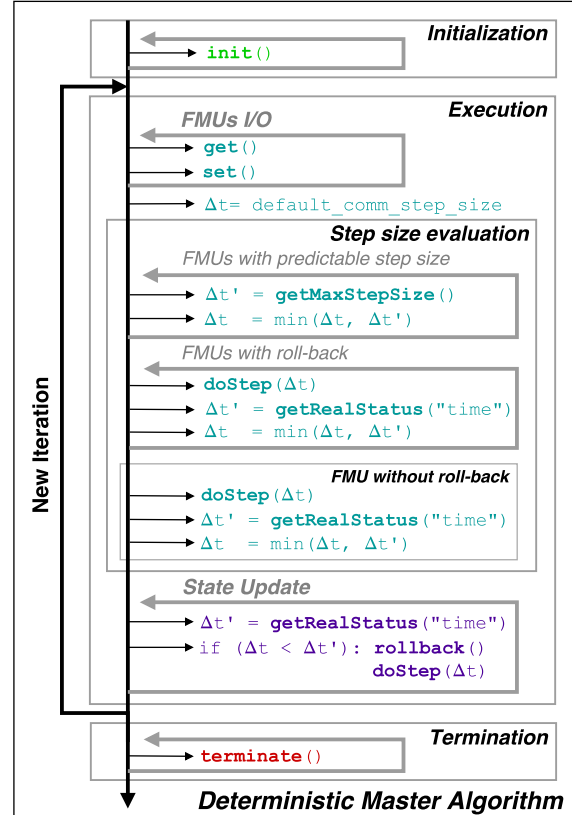 Initialization
init()
Execution
FMUs I/O
get()
set()
Δt= default_comm_step_size
Step size evaluation
FMUs with predictable step size
Δt' = getMaxStepSize()
Δt = min(Δt, Δt')
FMUs with roll-back
doStep(Δt)
Δt' = getRealStatus("time")
Δt = min(Δt, Δt')
New Iteration
FMU without roll-back
doStep(Δt)
Δt' = getRealStatus("time")
Δt = min(Δt, Δt')
State Update
Δt' = getRealStatus("time")
if (Δt < Δt'): rollback()
doStep(Δt)
Termination
terminate()
Deterministic Master Algorithm